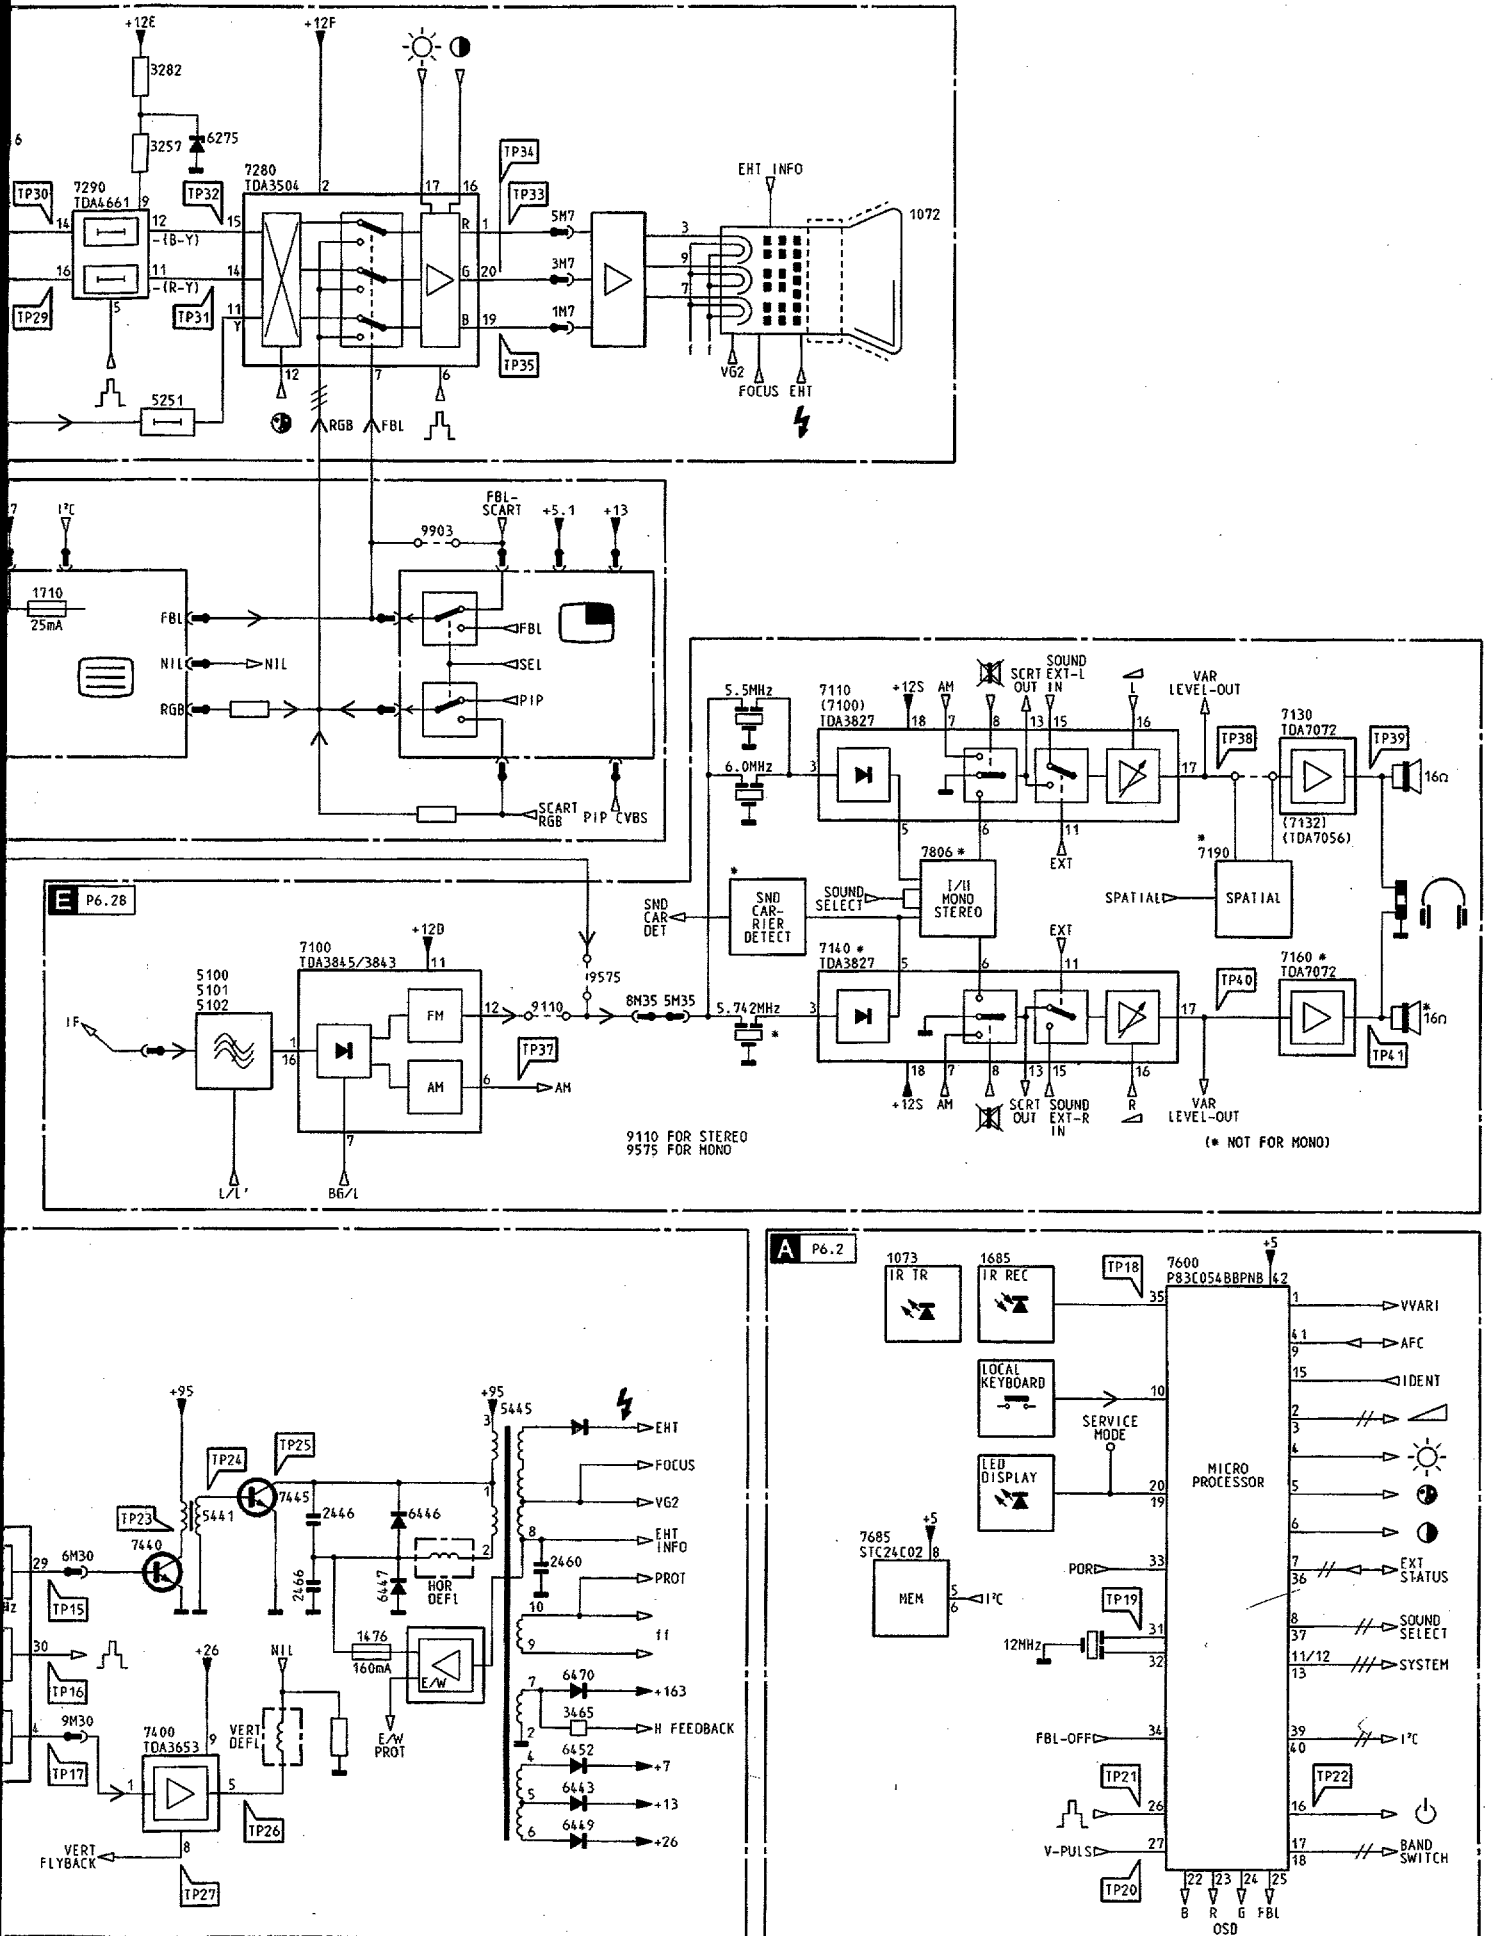 +12E
+12F
3282
6
3257
6275
TP30
7290
TDA4661
9
TP32
7280
TDA3504
2
17
16
TP34
TP33
EHT INFO
1072
14
12
-(B-Y)
15
R
1
5M7
3
16
11
-(R-Y)
14
G
20
3M7
9
TP29
5
TP31
11
Y
B
19
1M7
7
TP35
f
f
VG2
FOCUS
EHT
12
7
6
5251
RGB
FBL
7
I²C
FBL-
SCART
+5.1
+13
9903
1710
25mA
FBL
FBL
NIL
NIL
SEL
RGB
PIP
SCART
RGB
PIP CVBS
5.5MHz
6.0MHz
7110
(7100)
TDA3827
+12S
AM
SCRT
OUT
SOUND
EXT-L
IN
L
VAR
LEVEL-OUT
18
7
8
13
15
16
3
17
TP38
7130
TDA7072
TP39
16Ω
5
6
11
EXT
(7132)
(TDA7056)
*
7190
7806 *
I/II
MONO
STEREO
SOUND
SELECT
SPATIAL
SPATIAL
*
SND
CAR-
RIER
DETECT
SND
CAR
DET
E
P6.28
+12D
7100
TDA3845/3843
11
5100
5101
5102
IF
1
16
FM
12
9110
9575
8M35
5M35
5.742MHz
*
AM
6
TP37
AM
7
L/L'
BG/L
7140 *
TDA3827
5
6
EXT
11
3
17
TP40
7160 *
TDA7072
*
16Ω
TP41
18
7
8
13
15
16
+12S
AM
SCRT
OUT
SOUND
EXT-R
IN
R
VAR
LEVEL-OUT
9110 FOR STEREO
9575 FOR MONO
(* NOT FOR MONO)
A
P6.2
1073
IR TR
1685
IR REC
TP18
7600
P83C054BBPNB
+5
42
35
1
VVARI
41
9
AFC
LOCAL
KEYBOARD
10
15
IDENT
2
3
SERVICE
MODE
4
LED
DISPLAY
20
19
MICRO
PROCESSOR
5
6
7685
STC24C02
+5
8
MEM
5
6
I²C
POR
33
7
36
EXT
STATUS
TP19
31
12MHz
32
8
37
SOUND
SELECT
11/12
13
SYSTEM
FBL-OFF
34
39
40
I²C
TP21
26
TP22
16
V-PULS
27
17
18
BAND
SWITCH
TP20
22
23
24
25
B
R
G
FBL
OSD
+95
+95
5445
3
EHT
TP24
TP25
FOCUS
7445
1
VG2
TP23
5441
2446
6446
8
EHT
INFO
7440
2
2460
29
6M30
HOR
DEFL
PROT
Hz
TP15
2466
6447
10
30
TP16
+26
NIL
1476
160mA
E/W
9
ff
7
6470
+163
4
9M30
VERT
DEFL
E/W
PROT
3465
H FEEDBACK
2
7400
TDA3653
9
4
6452
+7
TP17
1
5
5
6443
+13
TP26
6
6449
+26
8
VERT
FLYBACK
TP27